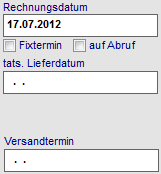 Rechnungsdatum
17.07.2012
Fixtermin auf Abruf
tats. Lieferdatum
. .
Versandtermin
. .